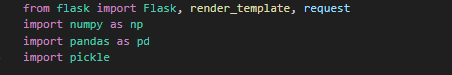 from flask import Flask, render_template, request
import numpy as np
import pandas as pd
import pickle